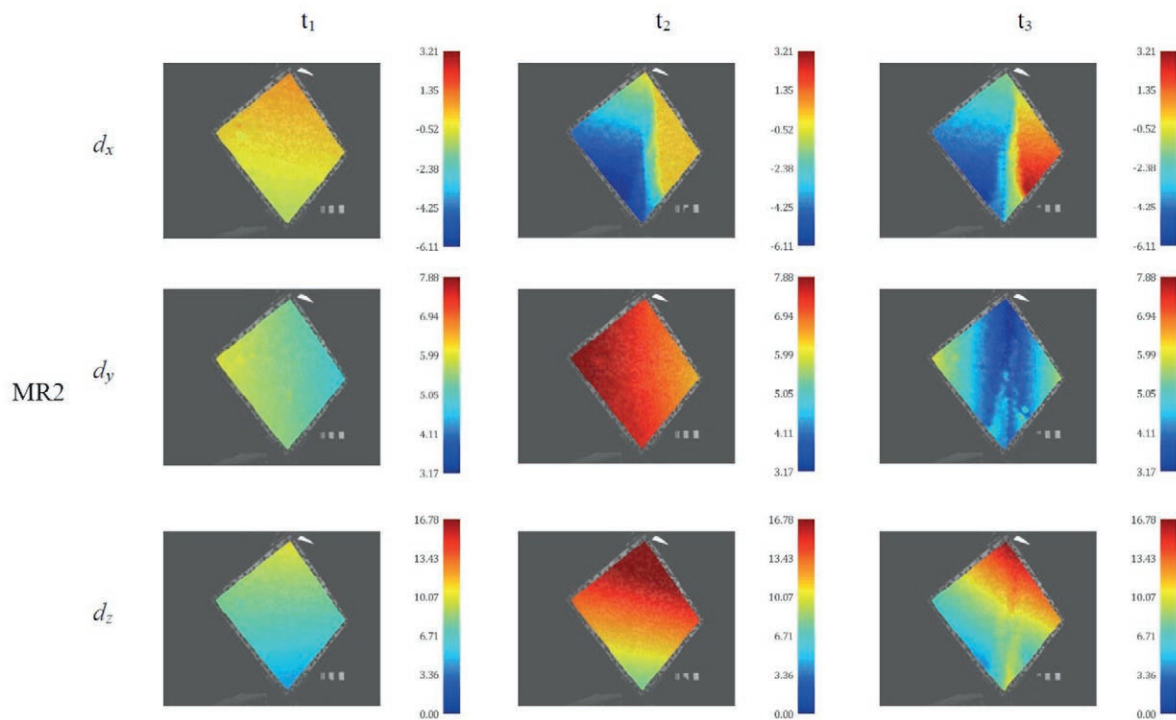 t1 t2 t3
dx
3.21 3.21 3.21
1.35 1.35 1.35
-0.52 -0.52 -0.52
-2.38 -2.38 -2.38
-4.25 -4.25 -4.25
-6.11 -6.11 -6.11
MR2
dy
7.88 7.88 7.88
6.94 6.94 6.94
5.99 5.99 5.99
5.05 5.05 5.05
4.11 4.11 4.11
3.17 3.17 3.17
dz
16.78 16.78 16.78
13.43 13.43 13.43
10.07 10.07 10.07
6.71 6.71 6.71
3.36 3.36 3.36
0.00 0.00 0.00